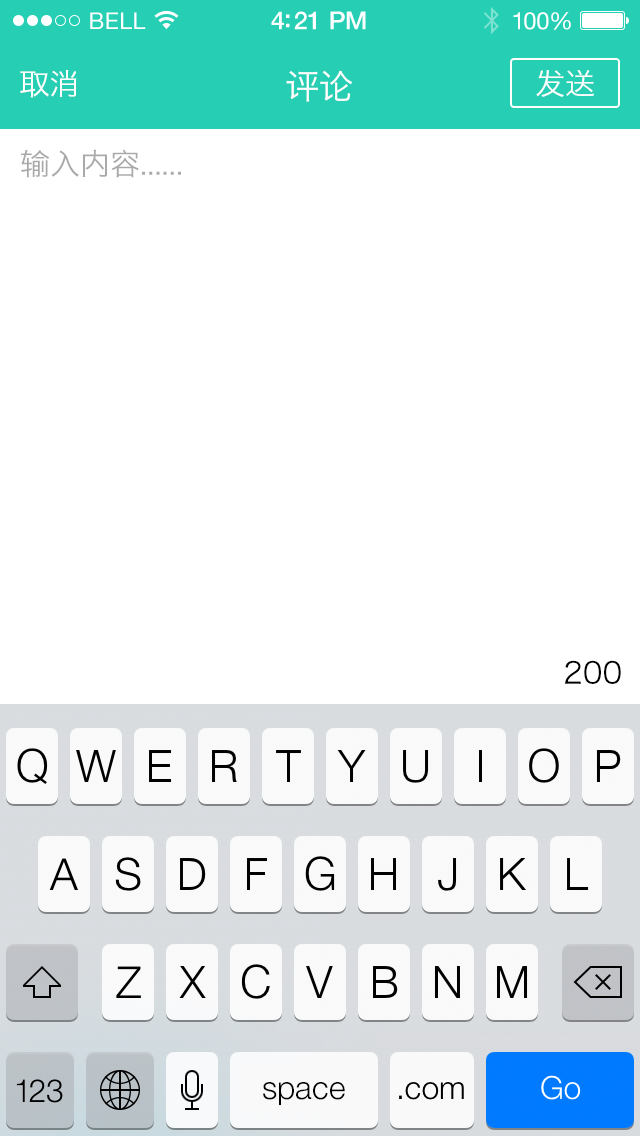 BELL 4:21 PM 100%
取消 评论 发送
输入内容......
200
Q W E R T Y U I O P
A S D F G H J K L
Z X C V B N M
123 space .com Go